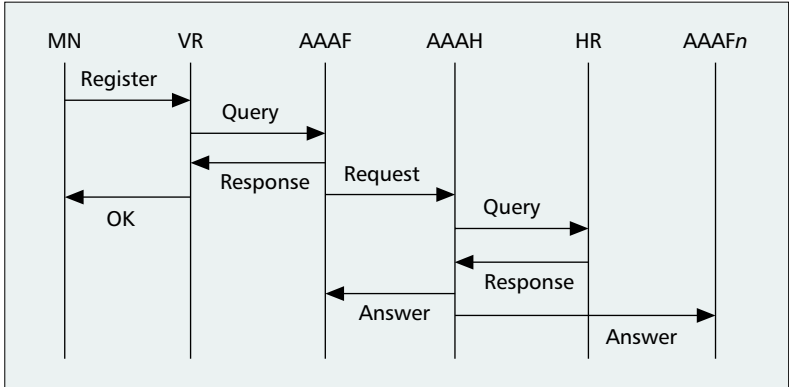 MN VR AAAF AAAH HR AAAFn
Register
Query
Response Request
OK
Query
Response
Answer
Answer